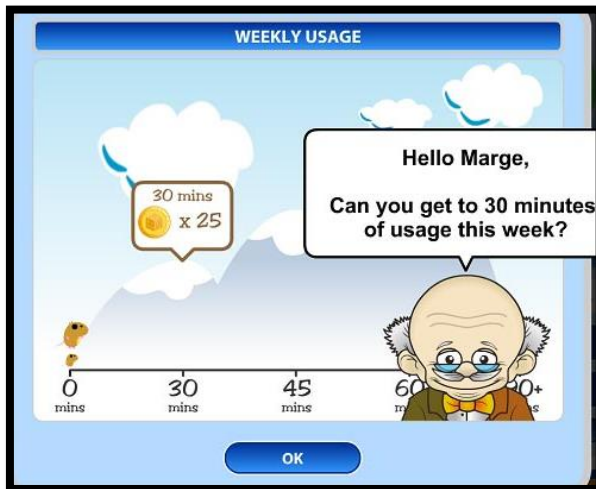 WEEKLY USAGE
Hello Marge,
Can you get to 30 minutes
of usage this week?
30 mins
x 25
0 30 45 60
mins mins mins
OK